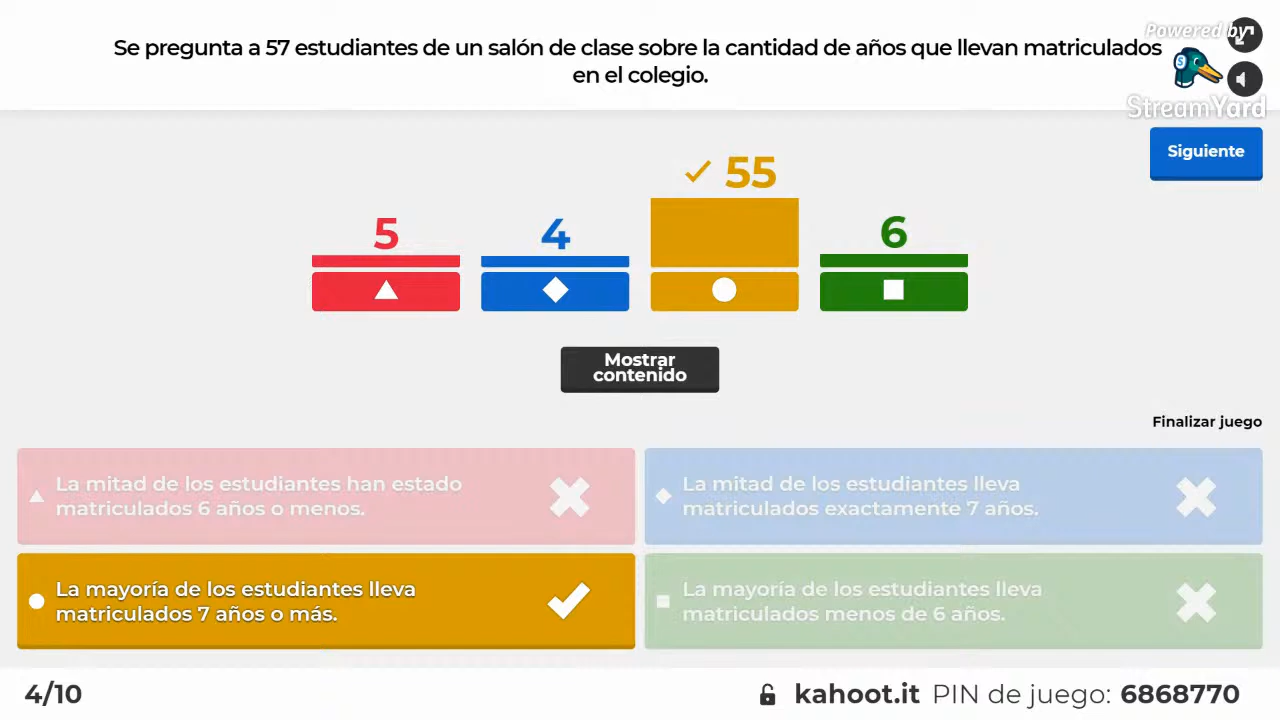 Se pregunta a 57 estudiantes de un salón de clase sobre la cantidad de años que llevan matriculados
en el colegio.
Powered by
StreamYard
Siguiente
5
4
55
6
Mostrar
contenido
Finalizar juego
La mitad de los estudiantes han estado
matriculados 6 años o menos.
La mitad de los estudiantes lleva
matriculados exactamente 7 años.
La mayoría de los estudiantes lleva
matriculados 7 años o más.
La mayoría de los estudiantes lleva
matriculados menos de 6 años.
4/10
kahoot.it PIN de juego: 6868770